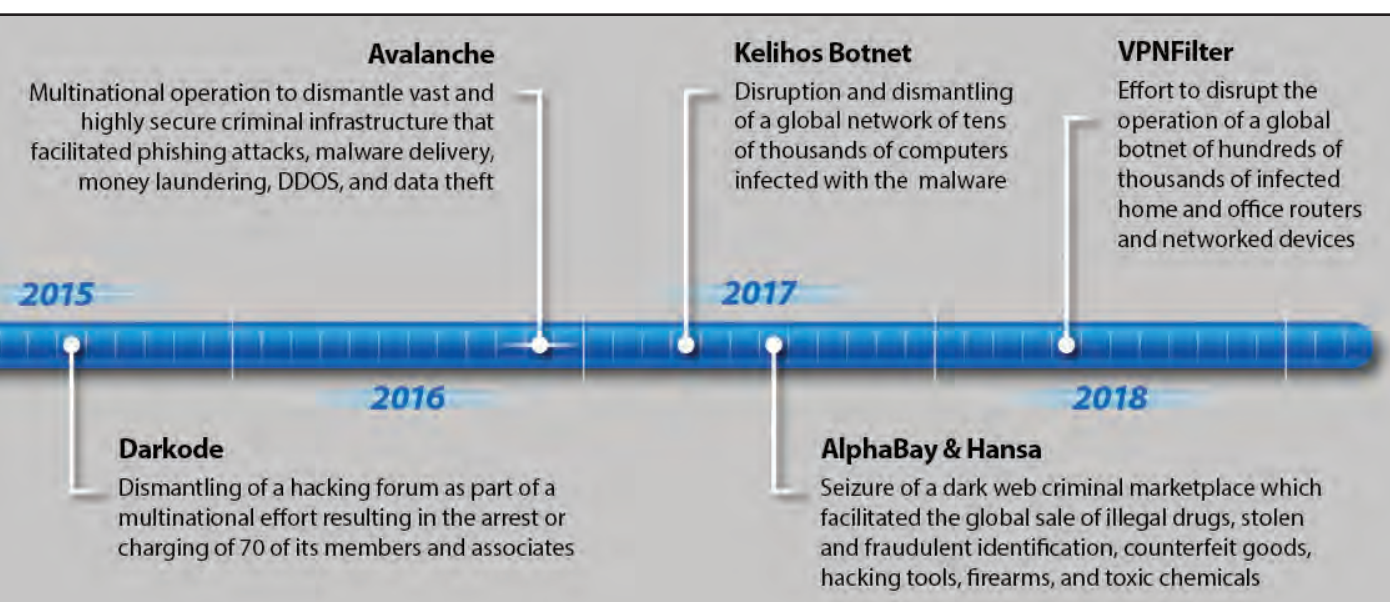 Avalanche
Multinational operation to dismantle vast and
highly secure criminal infrastructure that
facilitated phishing attacks, malware delivery,
money laundering, DDOS, and data theft
Kelihos Botnet
Disruption and dismantling
of a global network of tens
of thousands of computers
infected with the malware
VPNFilter
Effort to disrupt the
operation of a global
botnet of hundreds of
thousands of infected
home and office routers
and networked devices
2015
2017
2016
2018
Darkode
Dismantling of a hacking forum as part of a
multinational effort resulting in the arrest or
charging of 70 of its members and associates
AlphaBay & Hansa
Seizure of a dark web criminal marketplace which
facilitated the global sale of illegal drugs, stolen
and fraudulent identification, counterfeit goods,
hacking tools, firearms, and toxic chemicals